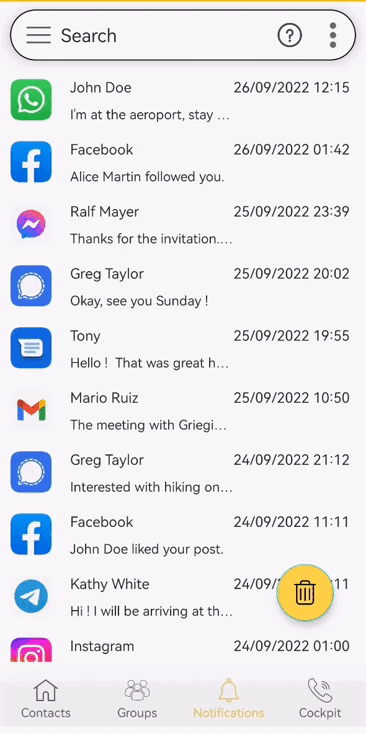 Search
John Doe 26/09/2022 12:15
I'm at the aeroport, stay ...
Facebook 26/09/2022 01:42
Alice Martin followed you.
Ralf Mayer 25/09/2022 23:39
Thanks for the invitation....
Greg Taylor 25/09/2022 20:02
Okay, see you Sunday !
Tony 25/09/2022 19:55
Hello !  That was great h...
Mario Ruiz 25/09/2022 10:50
The meeting with Griegi...
Greg Taylor 24/09/2022 21:12
Interested with hiking on...
Facebook 24/09/2022 11:11
John Doe liked your post.
Kathy White 24/09/ :11
Hi ! I will be arriving at th...
Instagram 24/09/2022 01:00
Contacts Groups Notifications Cockpit